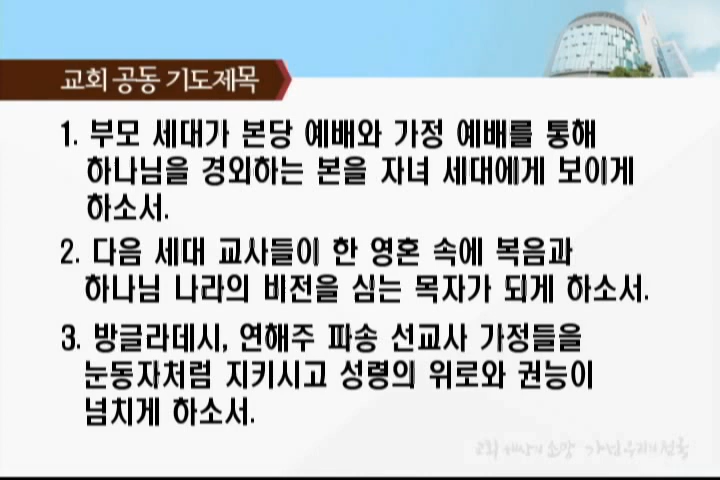 교회 공동 기도제목
1. 부모 세대가 본당 예배와 가정 예배를 통해
하나님을 경외하는 본을 자녀 세대에게 보이게
하소서.
2. 다음 세대 교사들이 한 영혼 속에 복음과
하나님 나라의 비전을 심는 목자가 되게 하소서.
3. 방글라데시, 연해주 파송 선교사 가정들을
눈동자처럼 지키시고 성령의 위로와 권능이
넘치게 하소서.